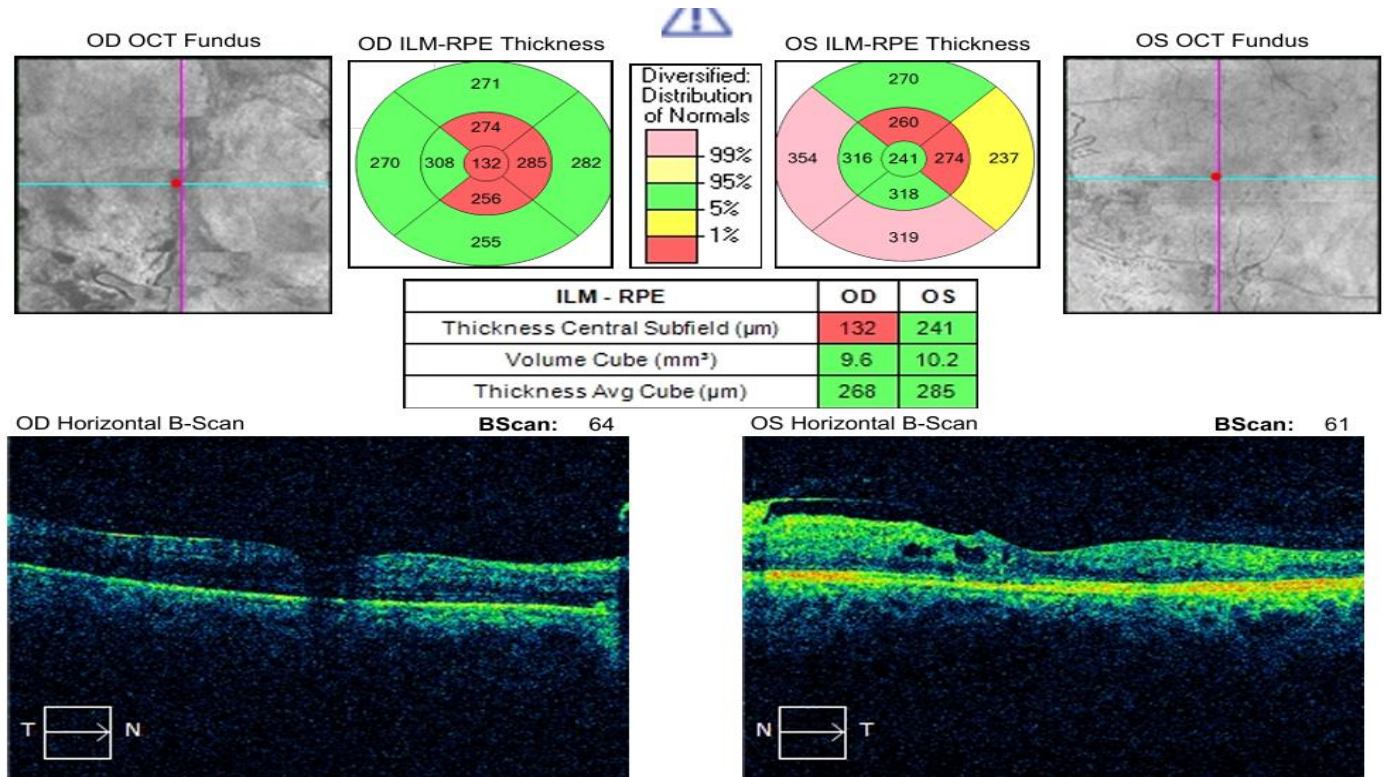 OD OCT Fundus
OD ILM-RPE Thickness
OS ILM-RPE Thickness
OS OCT Fundus
271
274
270 308 132 285 282
256
255
Diversified:
Distribution
of Normals
99%
95%
5%
1%
270
260
354 316 241 274 237
318
319
ILM - RPE OD OS
Thickness Central Subfield (µm) 132 241
Volume Cube (mm³) 9.6 10.2
Thickness Avg Cube (µm) 268 285
OD Horizontal B-Scan BScan: 64
OS Horizontal B-Scan BScan: 61
T N
N T